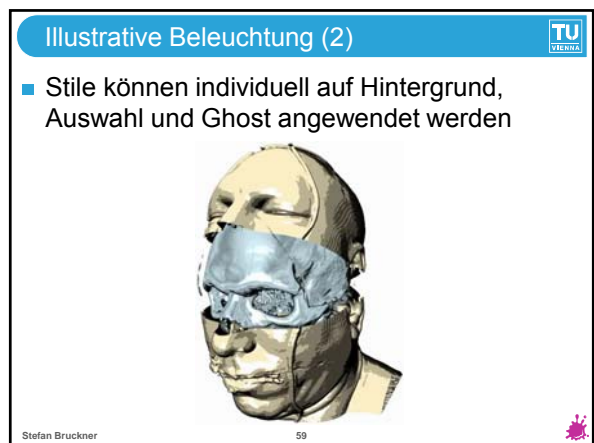 Illustrative Beleuchtung (2)
TU
VIENNA
Stile können individuell auf Hintergrund,
Auswahl und Ghost angewendet werden
Stefan Bruckner
59